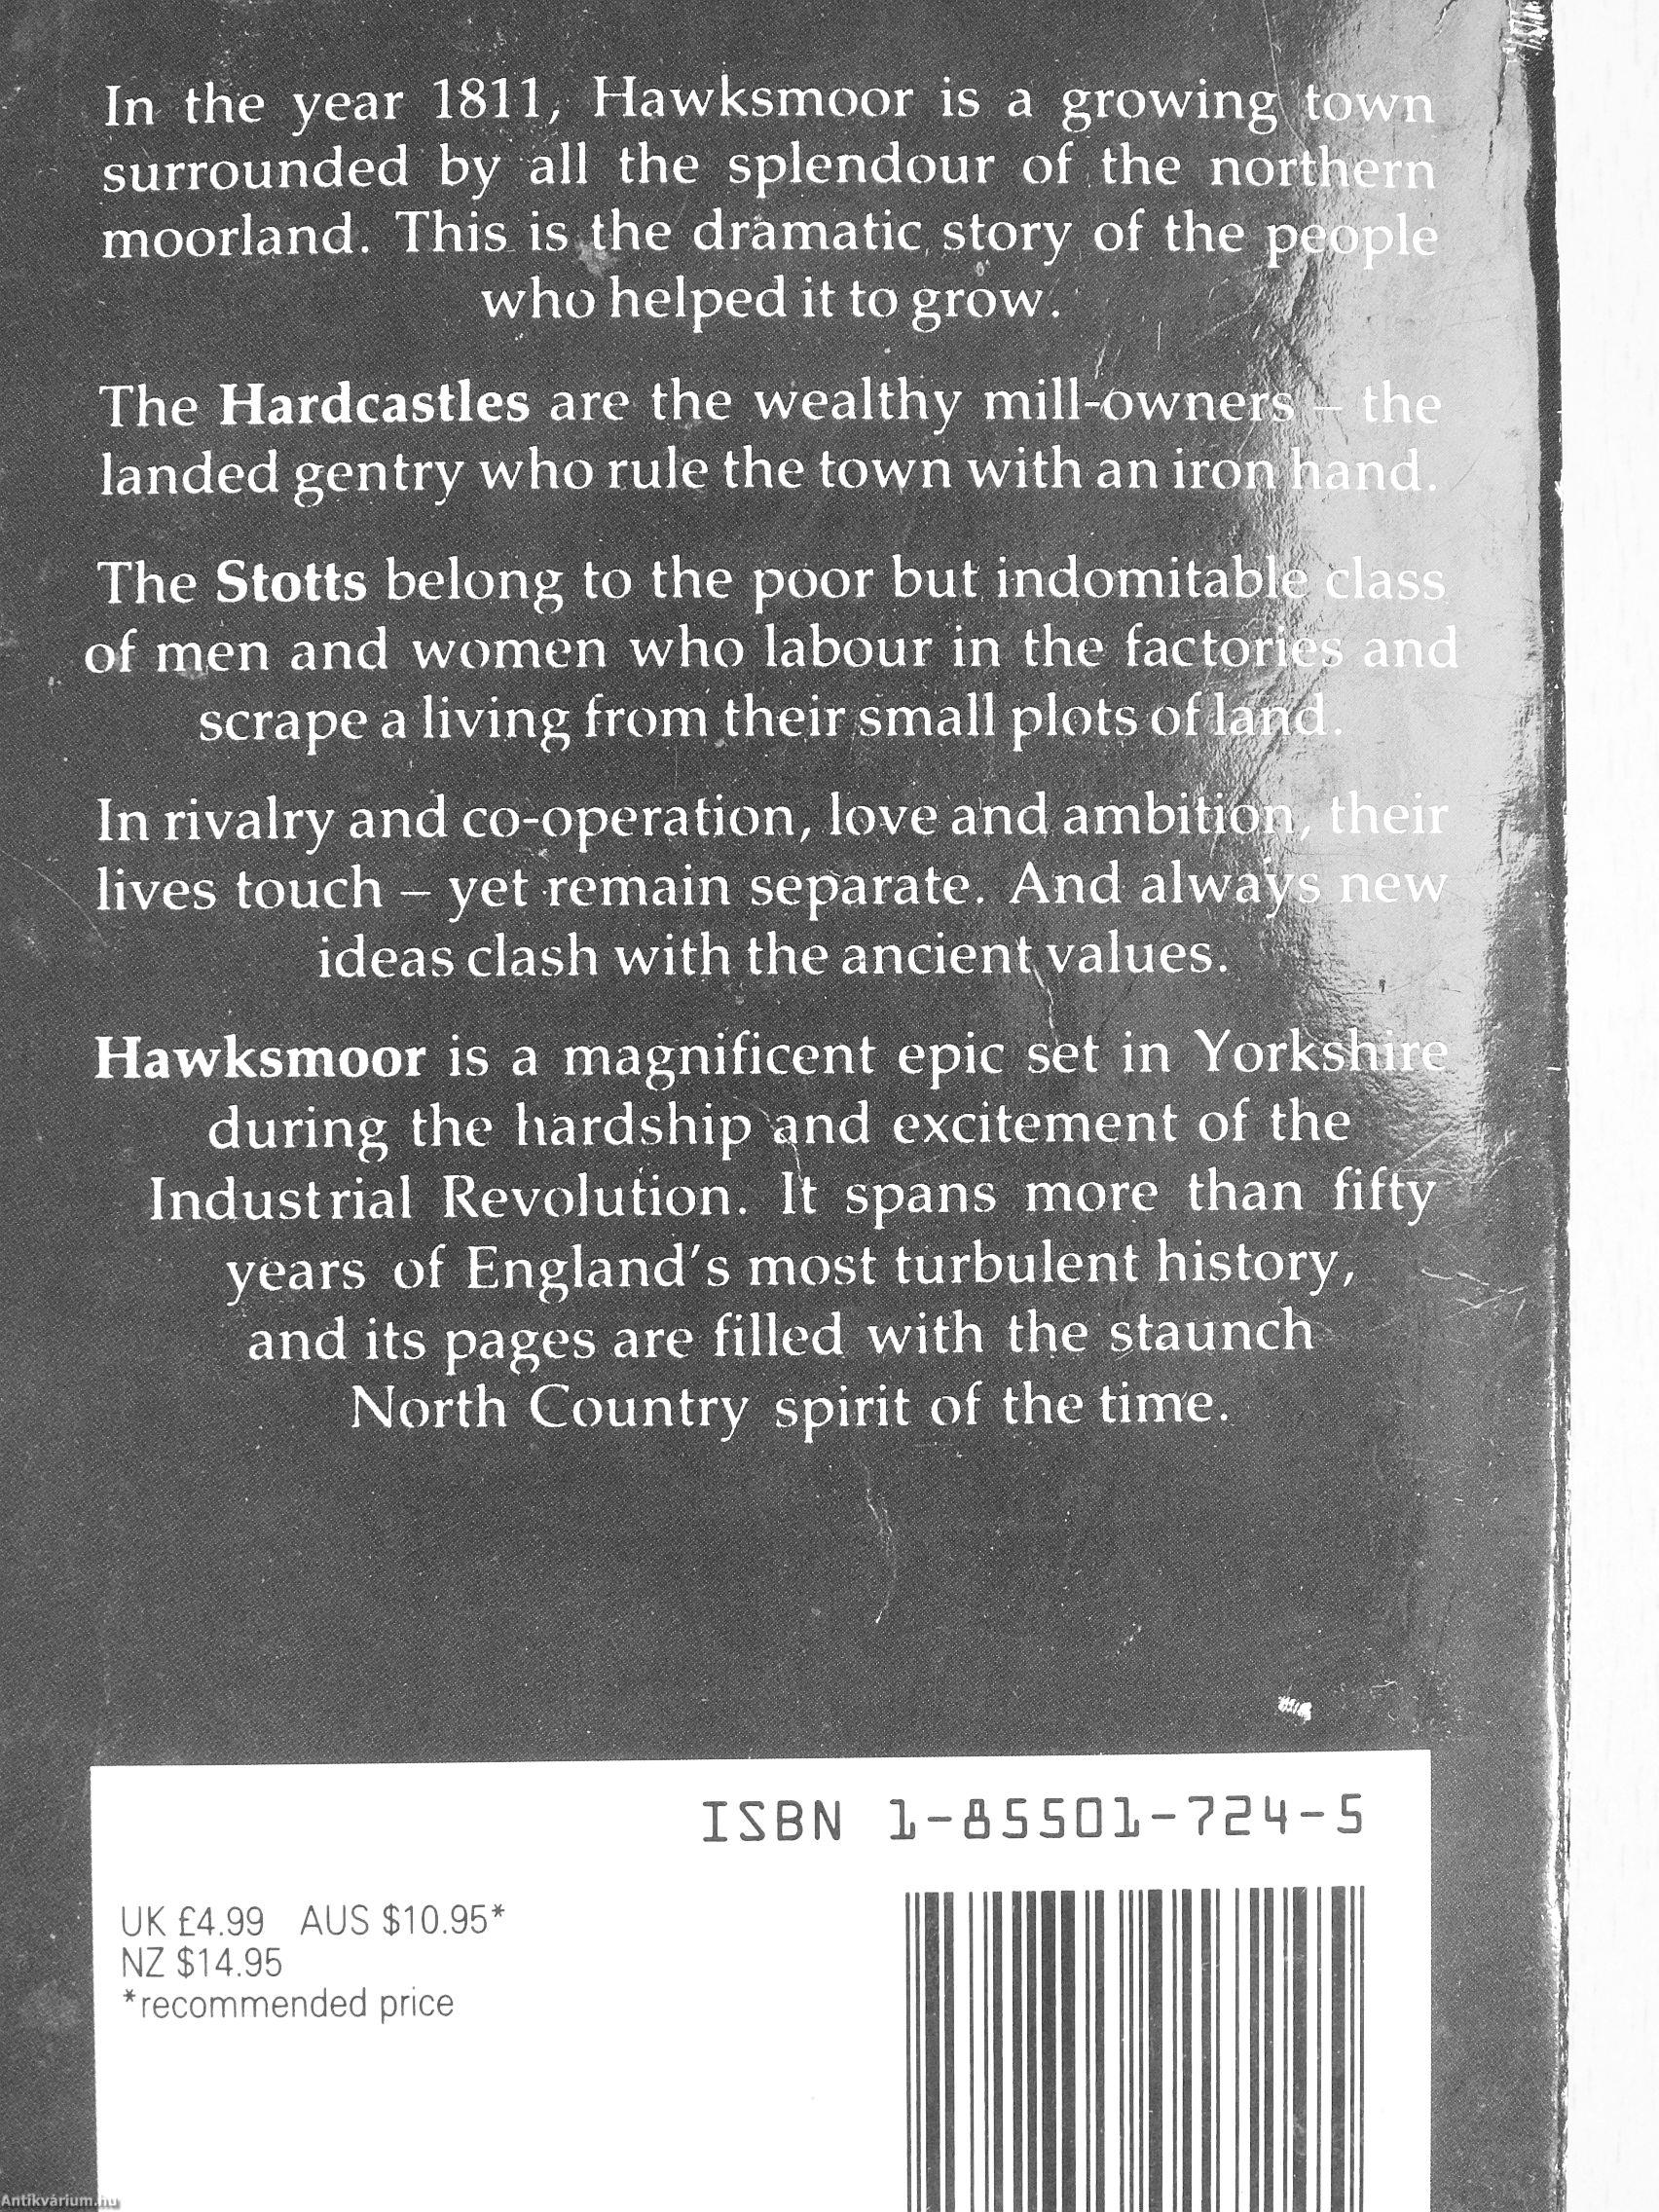 In the year 1811, Hawksmoor is a growing town
surrounded by all the splendour of the northern
moorland. This is the dramatic story of the people
who helped it to grow.
The Hardcastles are the wealthy mill-owners – the
landed gentry who rule the town with an iron hand.
The Stotts belong to the poor but indomitable class
of men and women who labour in the factories and
scrape a living from their small plots of land.
In rivalry and co-operation, love and ambition, their
lives touch – yet remain separate. And always new
ideas clash with the ancient values.
Hawksmoor is a magnificent epic set in Yorkshire
during the hardship and excitement of the
Industrial Revolution. It spans more than fifty
years of England's most turbulent history,
and its pages are filled with the staunch
North Country spirit of the time.
ISBN 1-85501-724-5
UK £4.99 AUS $10.95*
NZ $14.95
*recommended price
Antikvárium.hu